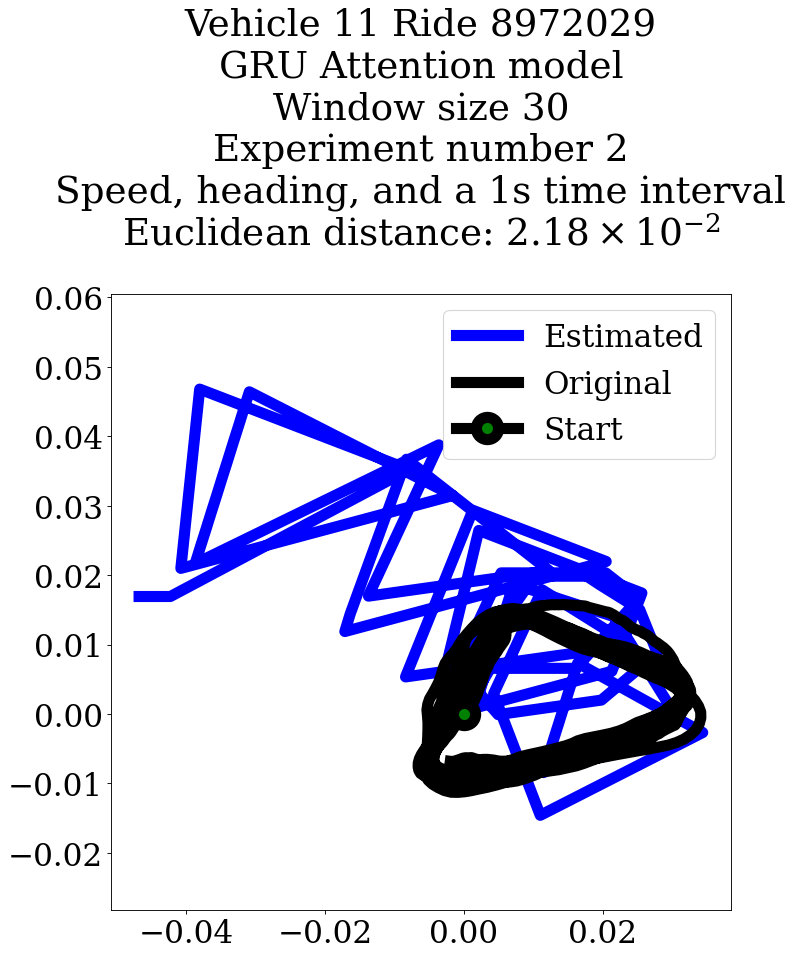 Vehicle 11 Ride 8972029
GRU Attention model
Window size 30
Experiment number 2
Speed, heading, and a 1s time interval
Euclidean distance: 2.18 × 10⁻²
0.06
0.05
0.04
0.03
0.02
0.01
0.00
−0.01
−0.02
Estimated
Original
Start
−0.04
−0.02
0.00
0.02